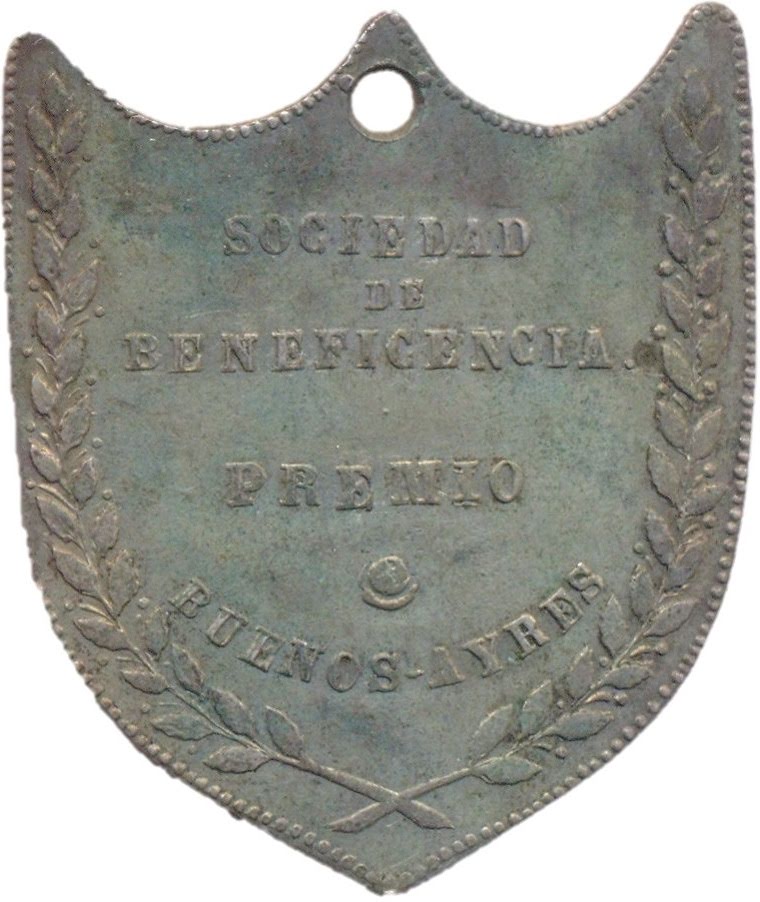 SOCIEDAD
DE
BENEFICENCIA.
PREMIO
BUENOS-AYRES